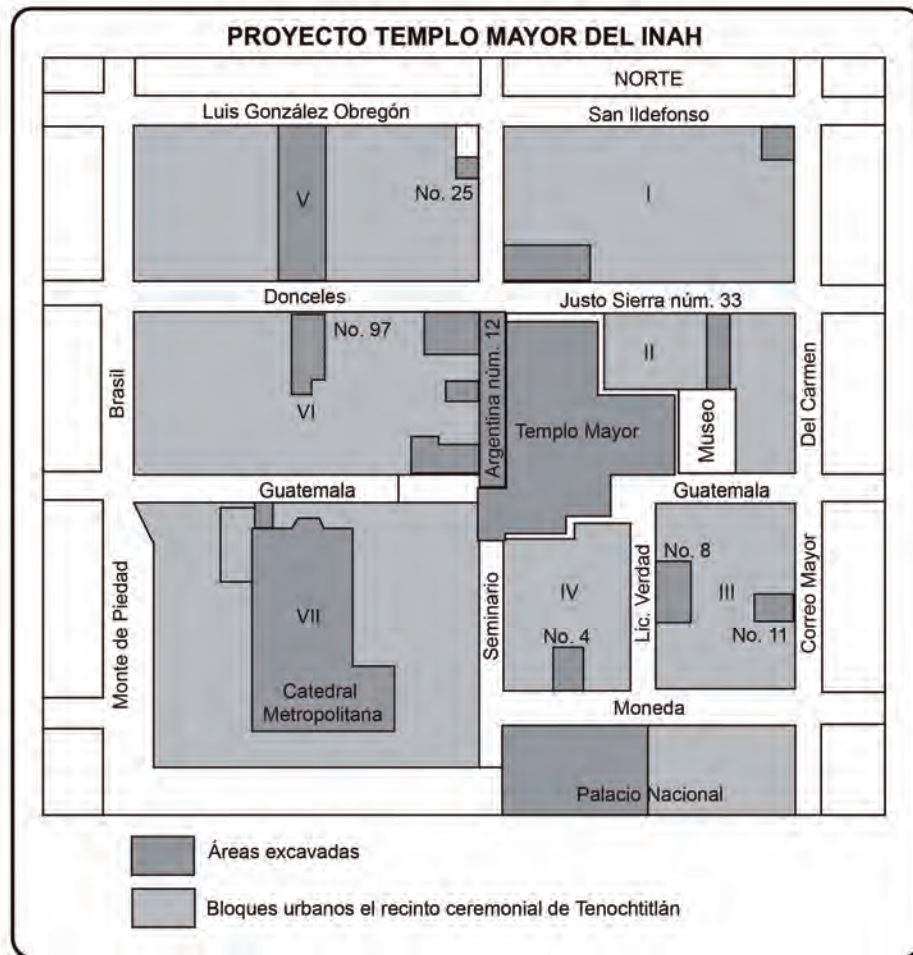 PROYECTO TEMPLO MAYOR DEL INAH
NORTE
Luis González Obregón
San Ildefonso
No. 25
V
I
Donceles
Justo Sierra núm. 33
No. 97
II
VI
Brasil
Argentina núm. 12
Templo Mayor
Museo
Del Carmen
Guatemala
Guatemala
Monte de Piedad
VII
Catedral
Metropolitana
Seminario
IV
No. 4
Lic. Verdad
No. 8
III
No. 11
Correo Mayor
Moneda
Palacio Nacional
Áreas excavadas
Bloques urbanos el recinto ceremonial de Tenochtitlán